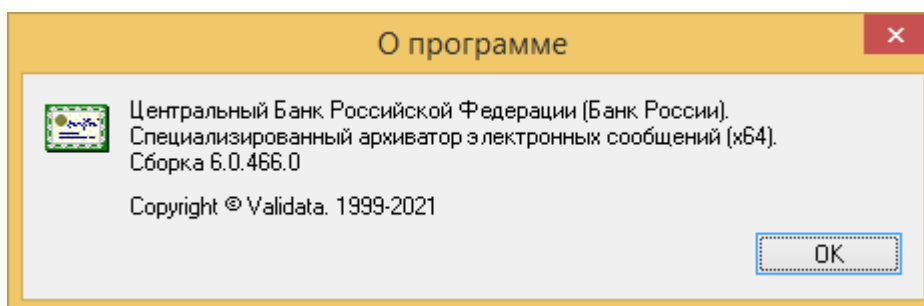 О программе
Центральный Банк Российской Федерации (Банк России).
Специализированный архиватор электронных сообщений (x64).
Сборка 6.0.466.0
Copyright © Validata. 1999-2021
OK